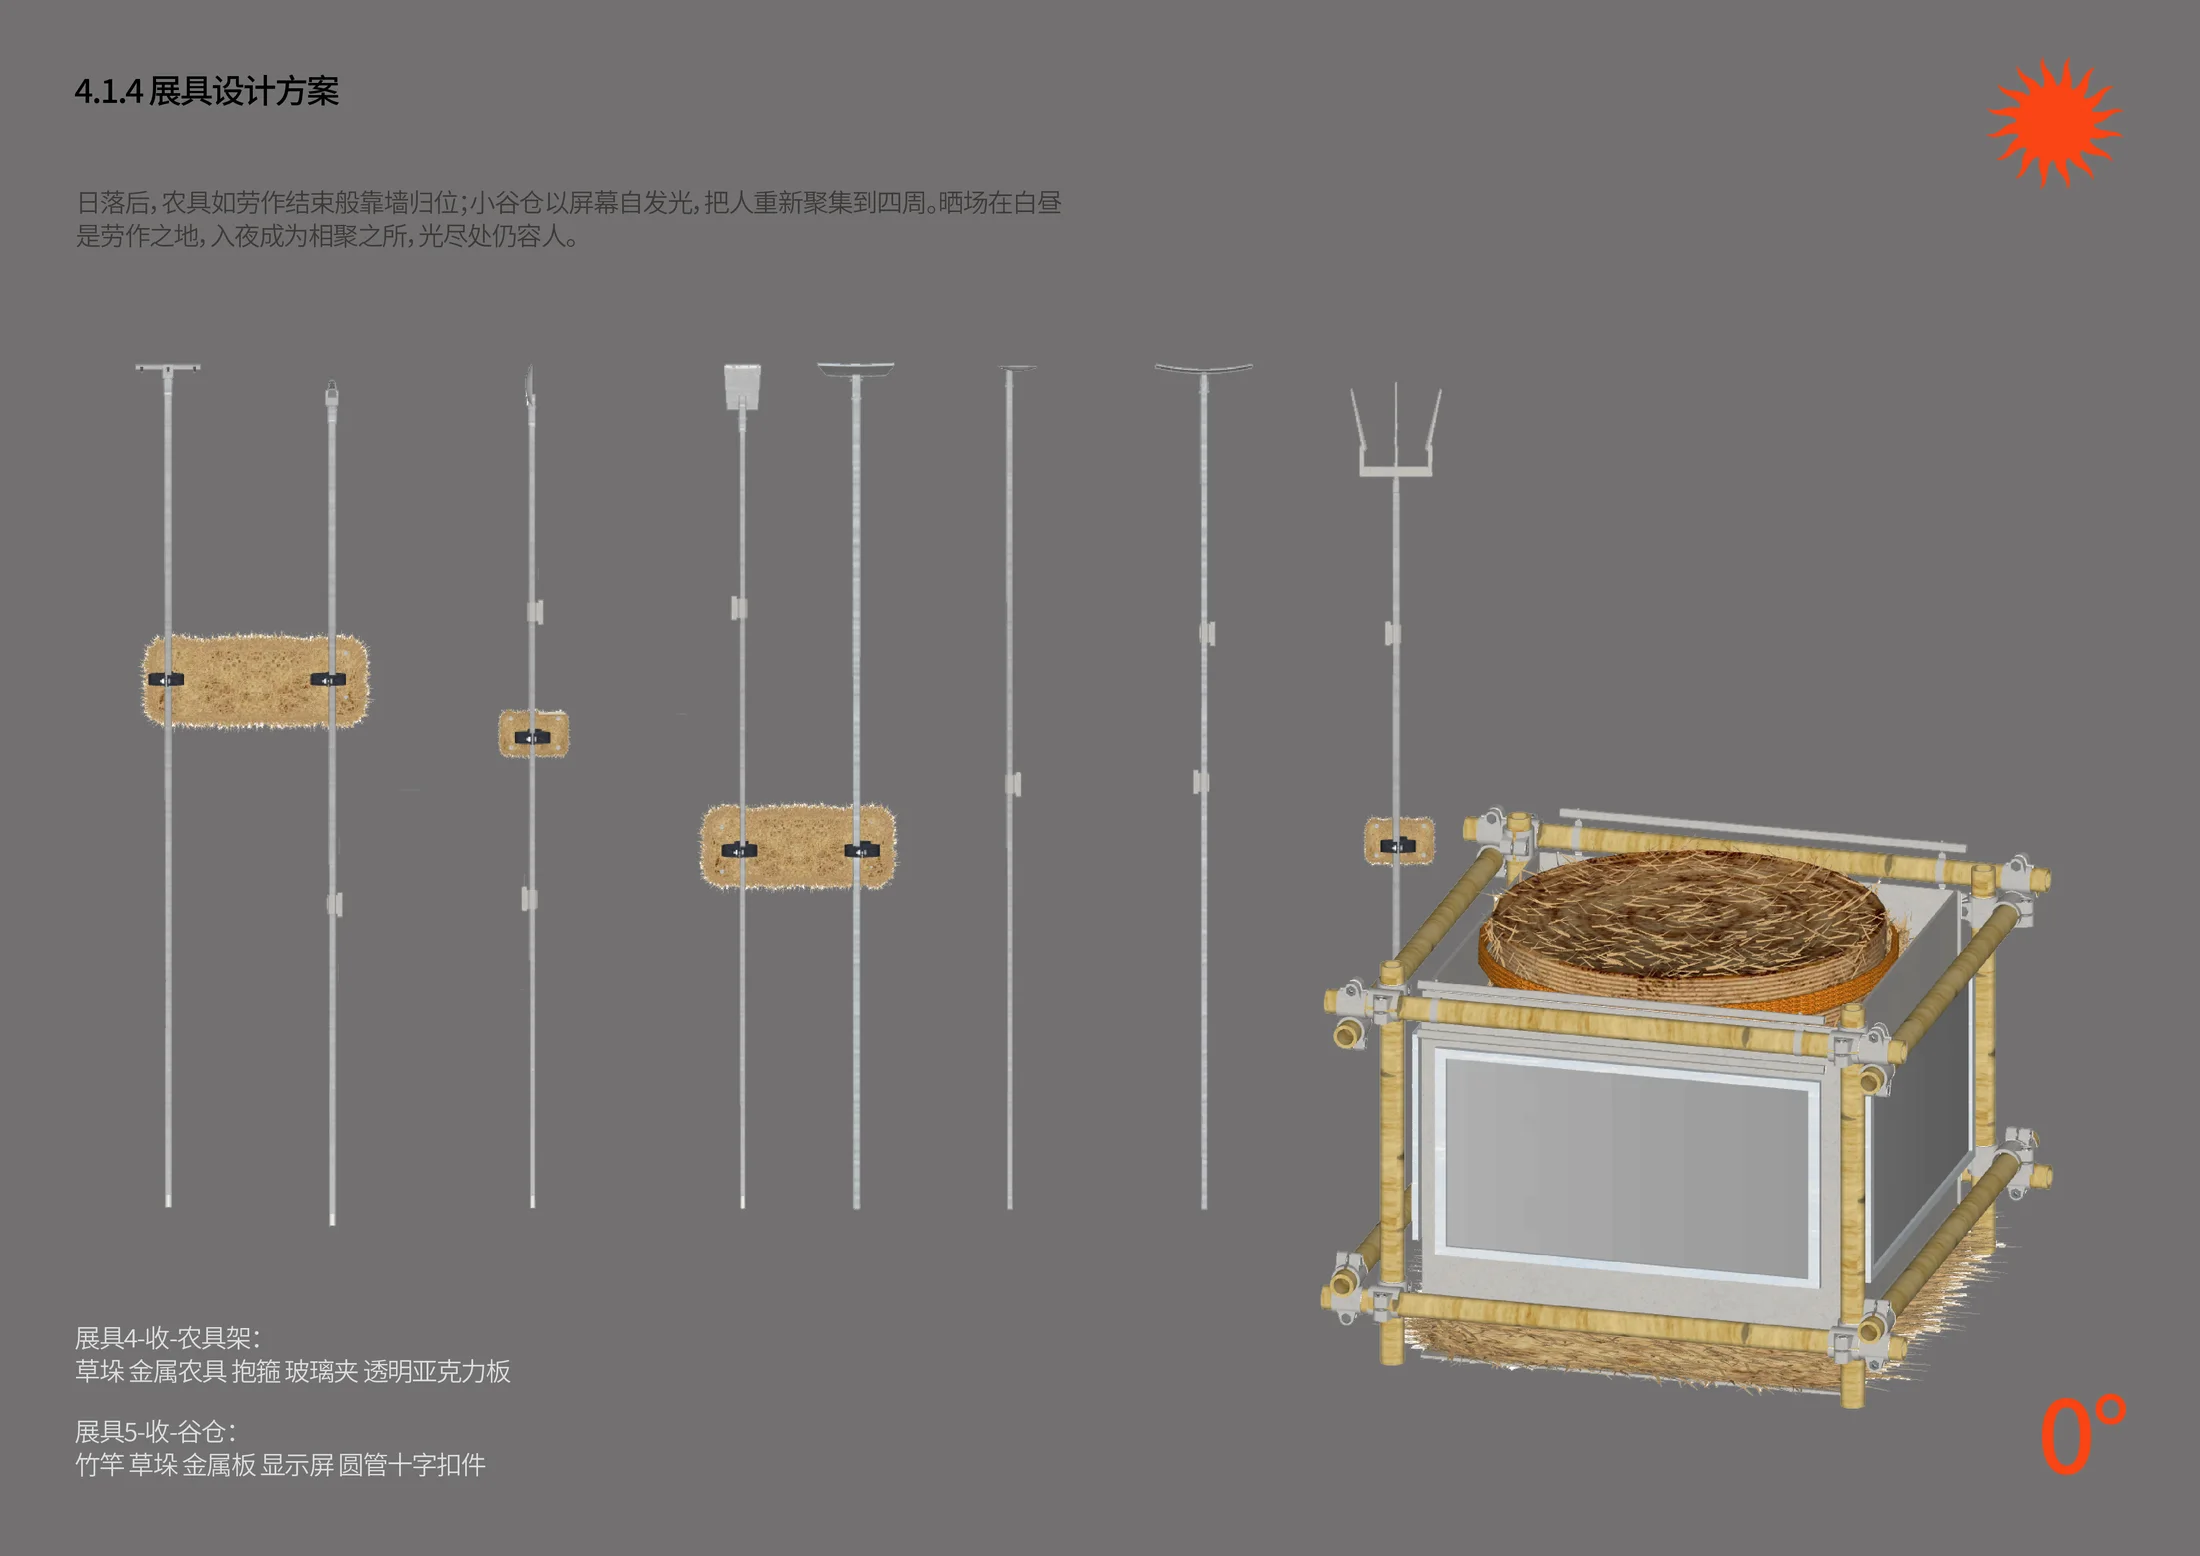 4.1.4 展具设计方案
日落后，农具如劳作结束般靠墙归位；小谷仓以屏幕自发光，把人重新聚集到四周。晒场在白昼
是劳作之地，入夜成为相聚之所，光尽处仍容人。
展具4-收-农具架：
草垛 金属农具 抱箍 玻璃夹 透明亚克力板
展具5-收-谷仓：
竹竿 草垛 金属板 显示屏 圆管十字扣件
0°